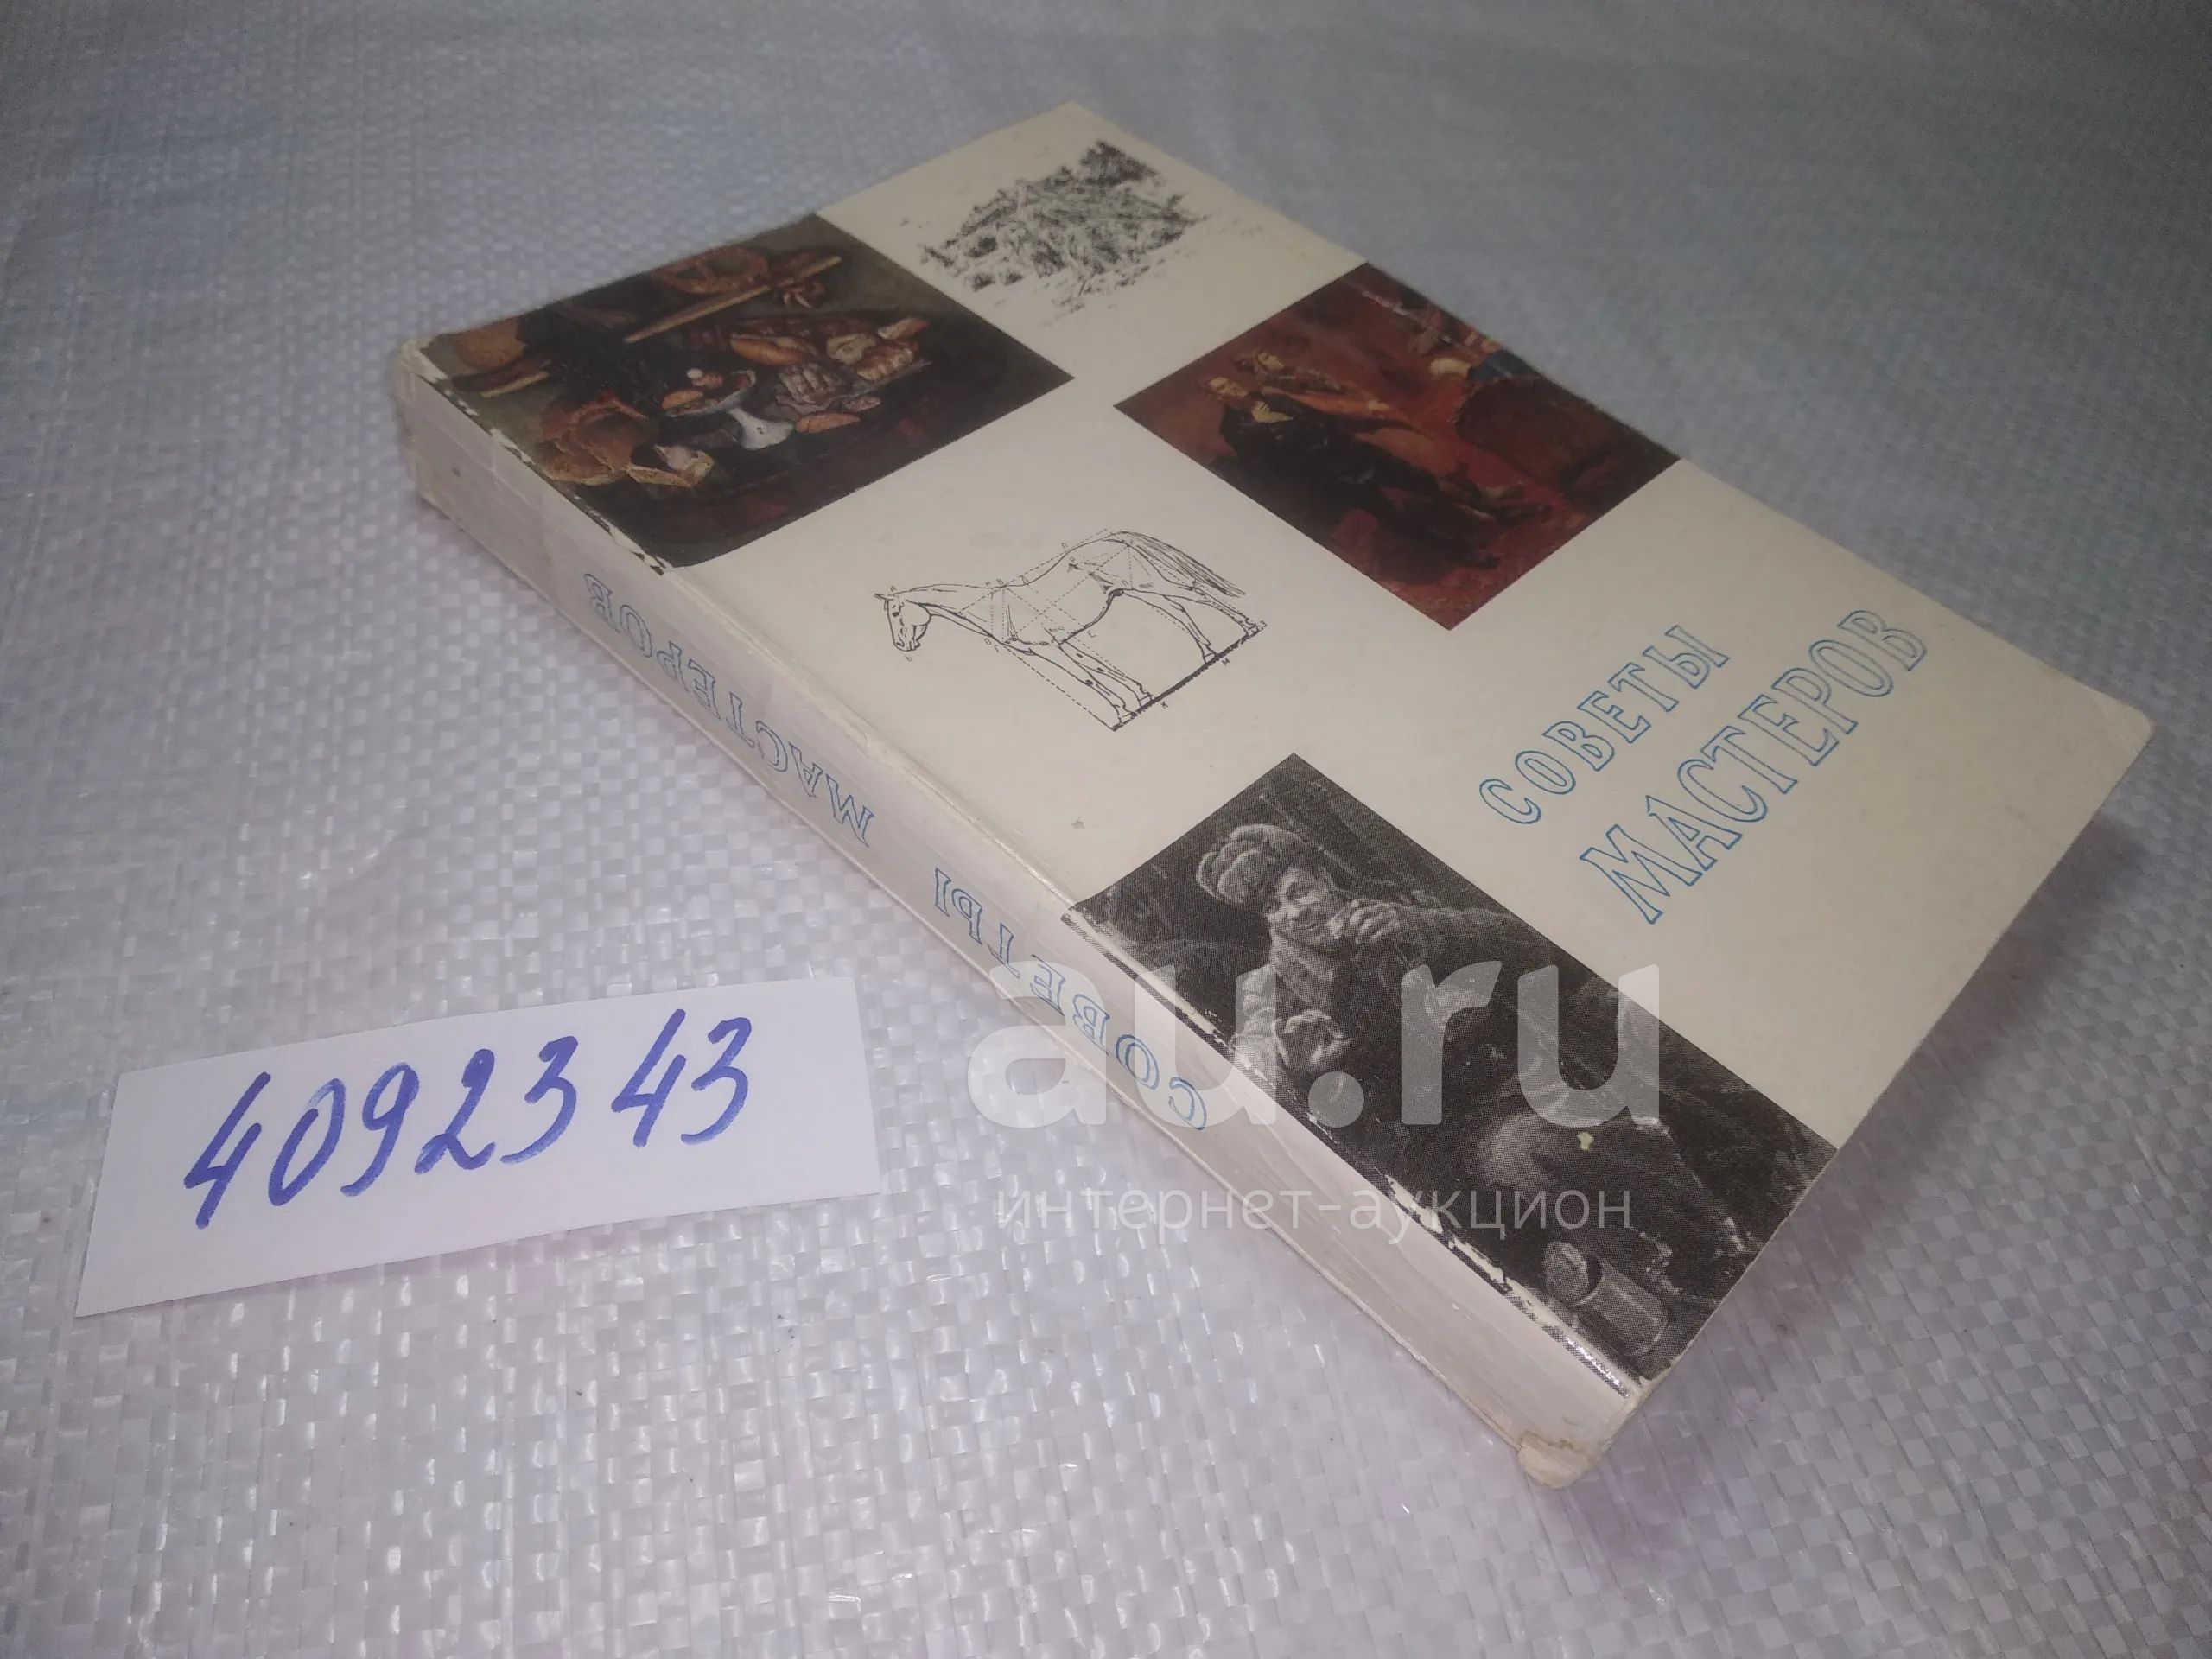 СОВЕТЫ
МАСТЕРОВ
СОВЕТЫ МАСТЕРОВ
4092343
au.ru
интернет-аукцион